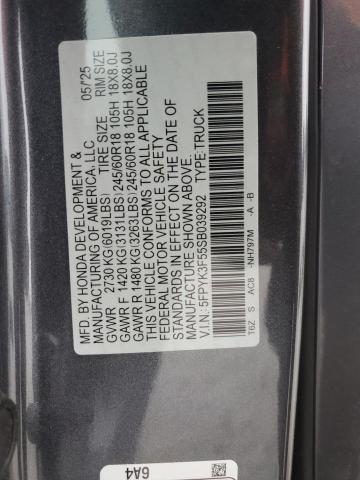 MFD. BY HONDA DEVELOPMENT & 05/'25
MANUFACTURING OF AMERICA, LLC
GVWR 2730 KG(6019LBS) TIRE SIZE RIM SIZE
GAWR F 1420 KG(3131LBS)245/60R18 105H 18X8.0J
GAWR R 1480 KG(3263LBS)245/60R18 105H 18X8.0J
THIS VEHICLE CONFORMS TO ALL APPLICABLE
FEDERAL MOTOR VEHICLE SAFETY
STANDARDS IN EFFECT ON THE DATE OF
MANUFACTURE SHOWN ABOVE.
V.I.N.: 5FPYK3F55SB039292 TYPE:TRUCK
T6Z S AC8 -NH797M -A -B
6A4